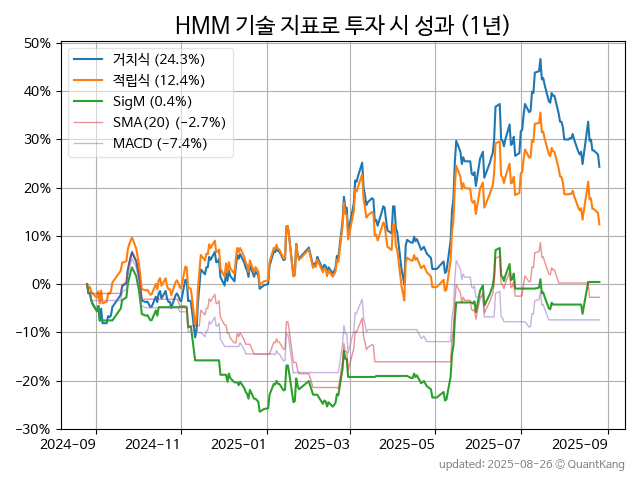 HMM 기술 지표로 투자 시 성과 (1년)
50%
40%
30%
20%
10%
0%
−10%
−20%
−30%
거치식 (24.3%)
적립식 (12.4%)
SigM (0.4%)
SMA(20) (−2.7%)
MACD (−7.4%)
2024-09 2024-11 2025-01 2025-03 2025-05 2025-07 2025-09
updated: 2025-08-26 © QuantKang